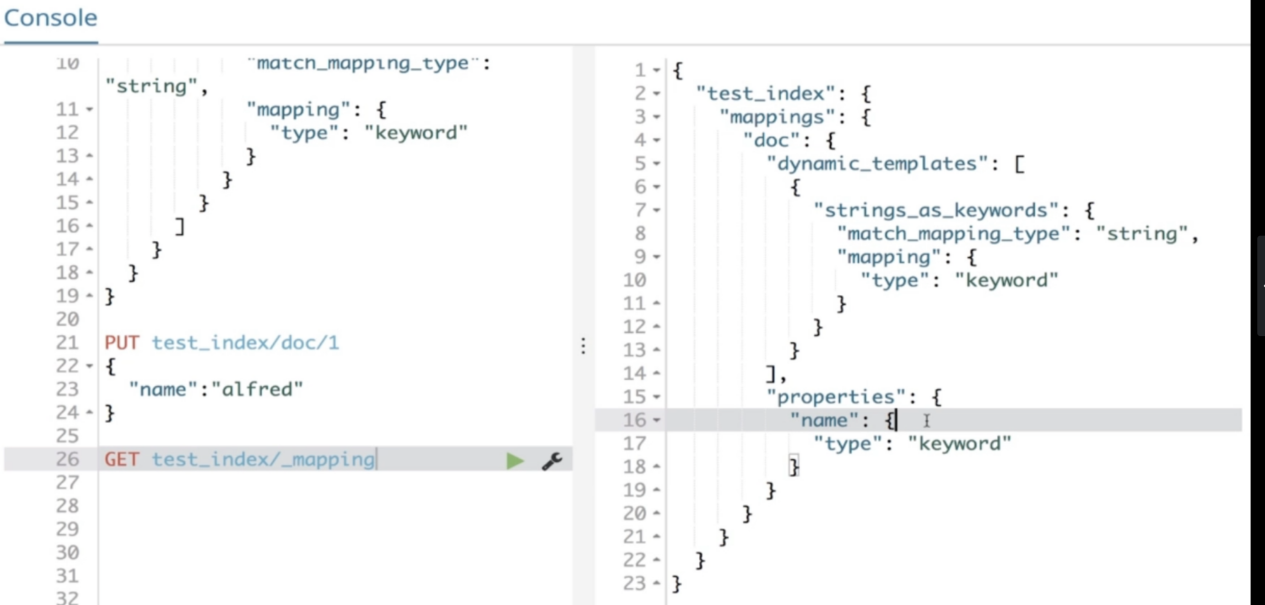 Console
10 "match_mapping_type":
"string",
11 "mapping": {
12 "type": "keyword"
13 }
14 }
15 }
16 ]
17 }
18 }
19 }
20
21 PUT test_index/doc/1
22 {
23 "name":"alfred"
24 }
25
26 GET test_index/_mapping
27
28
29
30
31
32
1 {
2 "test_index": {
3 "mappings": {
4 "doc": {
5 "dynamic_templates": [
6 {
7 "strings_as_keywords": {
8 "match_mapping_type": "string",
9 "mapping": {
10 "type": "keyword"
11 }
12 }
13 }
14 ],
15 "properties": {
16 "name": {
17 "type": "keyword"
18 }
19 }
20 }
21 }
22 }
23 }